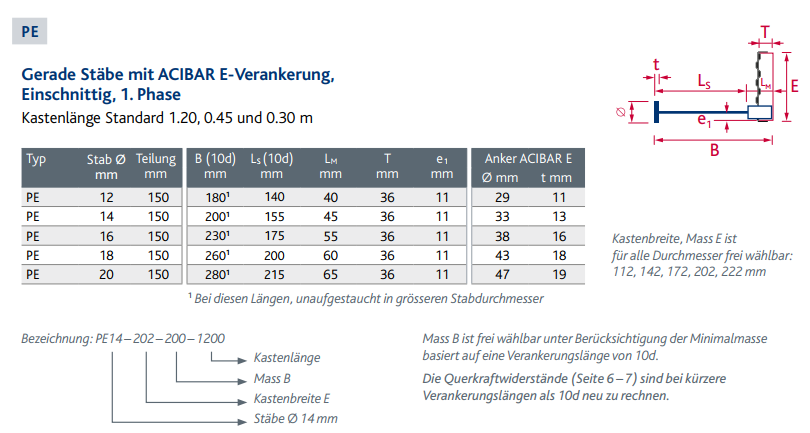 PE
Gerade Stäbe mit ACIBAR E-Verankerung,
Einschnittig, 1. Phase
Kastenlänge Standard 1.20, 0.45 und 0.30 m
T
t
Ls
LM
E
Ø
e1
B
Typ Stab Ø mm Teilung mm B (10d) mm Ls (10d) mm LM mm T mm e1 mm Anker ACIBAR E
Ø mm t mm
PE 12 150 180¹ 140 40 36 11 29 11
PE 14 150 200¹ 155 45 36 11 33 13
PE 16 150 230¹ 175 55 36 11 38 16
PE 18 150 260¹ 200 60 36 11 43 18
PE 20 150 280¹ 215 65 36 11 47 19
¹ Bei diesen Längen, unaufgestaucht in grösseren Stabdurchmesser
Kastenbreite, Mass E ist
für alle Durchmesser frei wählbar:
112, 142, 172, 202, 222 mm
Bezeichnung: PE14–202–200–1200
Kastenlänge
Mass B
Kastenbreite E
Stäbe Ø 14 mm
Mass B ist frei wählbar unter Berücksichtigung der Minimalmasse
basiert auf eine Verankerungslänge von 10d.
Die Querkraftwiderstände (Seite 6–7) sind bei kürzere
Verankerungslängen als 10d neu zu rechnen.